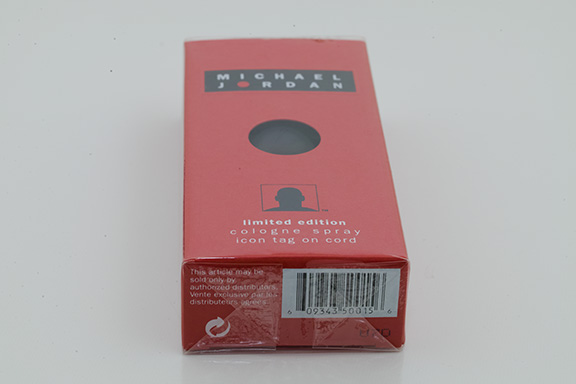 MICHAEL
JORDAN
limited edition
cologne spray
icon tag on cord
This article may be
sold only by
authorized distributors.
Vente exclusive par les
distributeurs agréés.
6 09343 50015 6